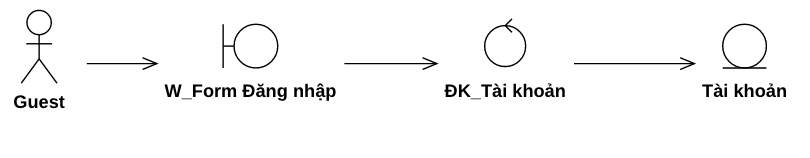 Guest
W_Form Đăng nhập
ĐK_Tài khoản
Tài khoản